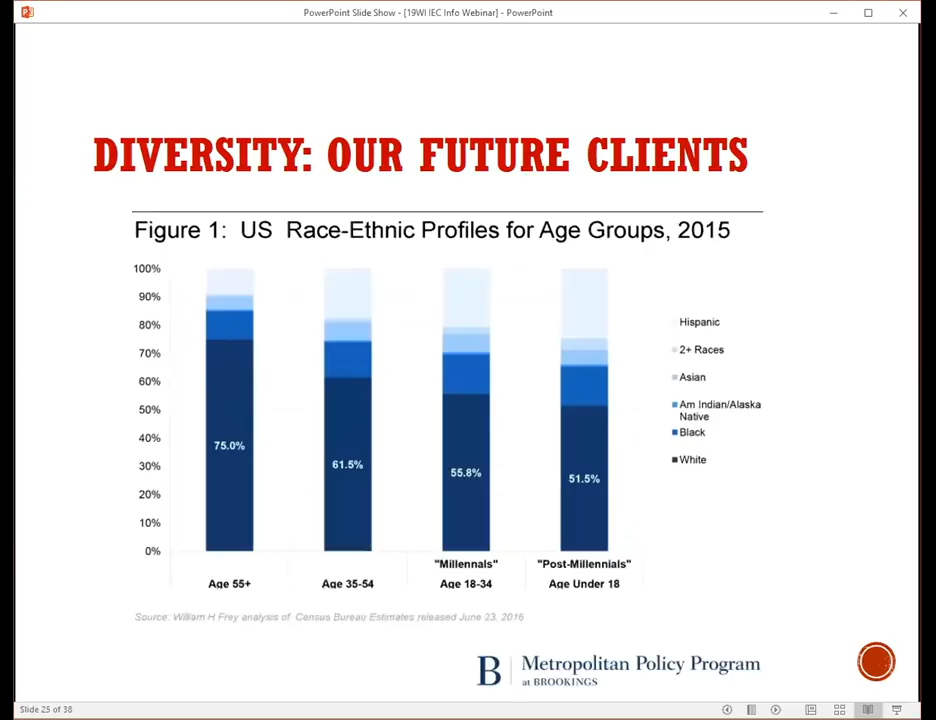 PowerPoint Slide Show - [19WI IEC Info Webinar] - PowerPoint
DIVERSITY: OUR FUTURE CLIENTS
Figure 1: US Race-Ethnic Profiles for Age Groups, 2015
100%
90%
80%
70%
60%
50%
40%
30%
20%
10%
0%
75.0%
61.5%
55.8%
51.5%
Hispanic
2+ Races
Asian
Am Indian/Alaska
Native
Black
White
"Millennals"
"Post-Millennials"
Age 55+
Age 35-54
Age 18-34
Age Under 18
Source: William H Frey analysis of Census Bureau Estimates released June 23, 2016
B
Metropolitan Policy Program
at BROOKINGS
Slide 25 of 38